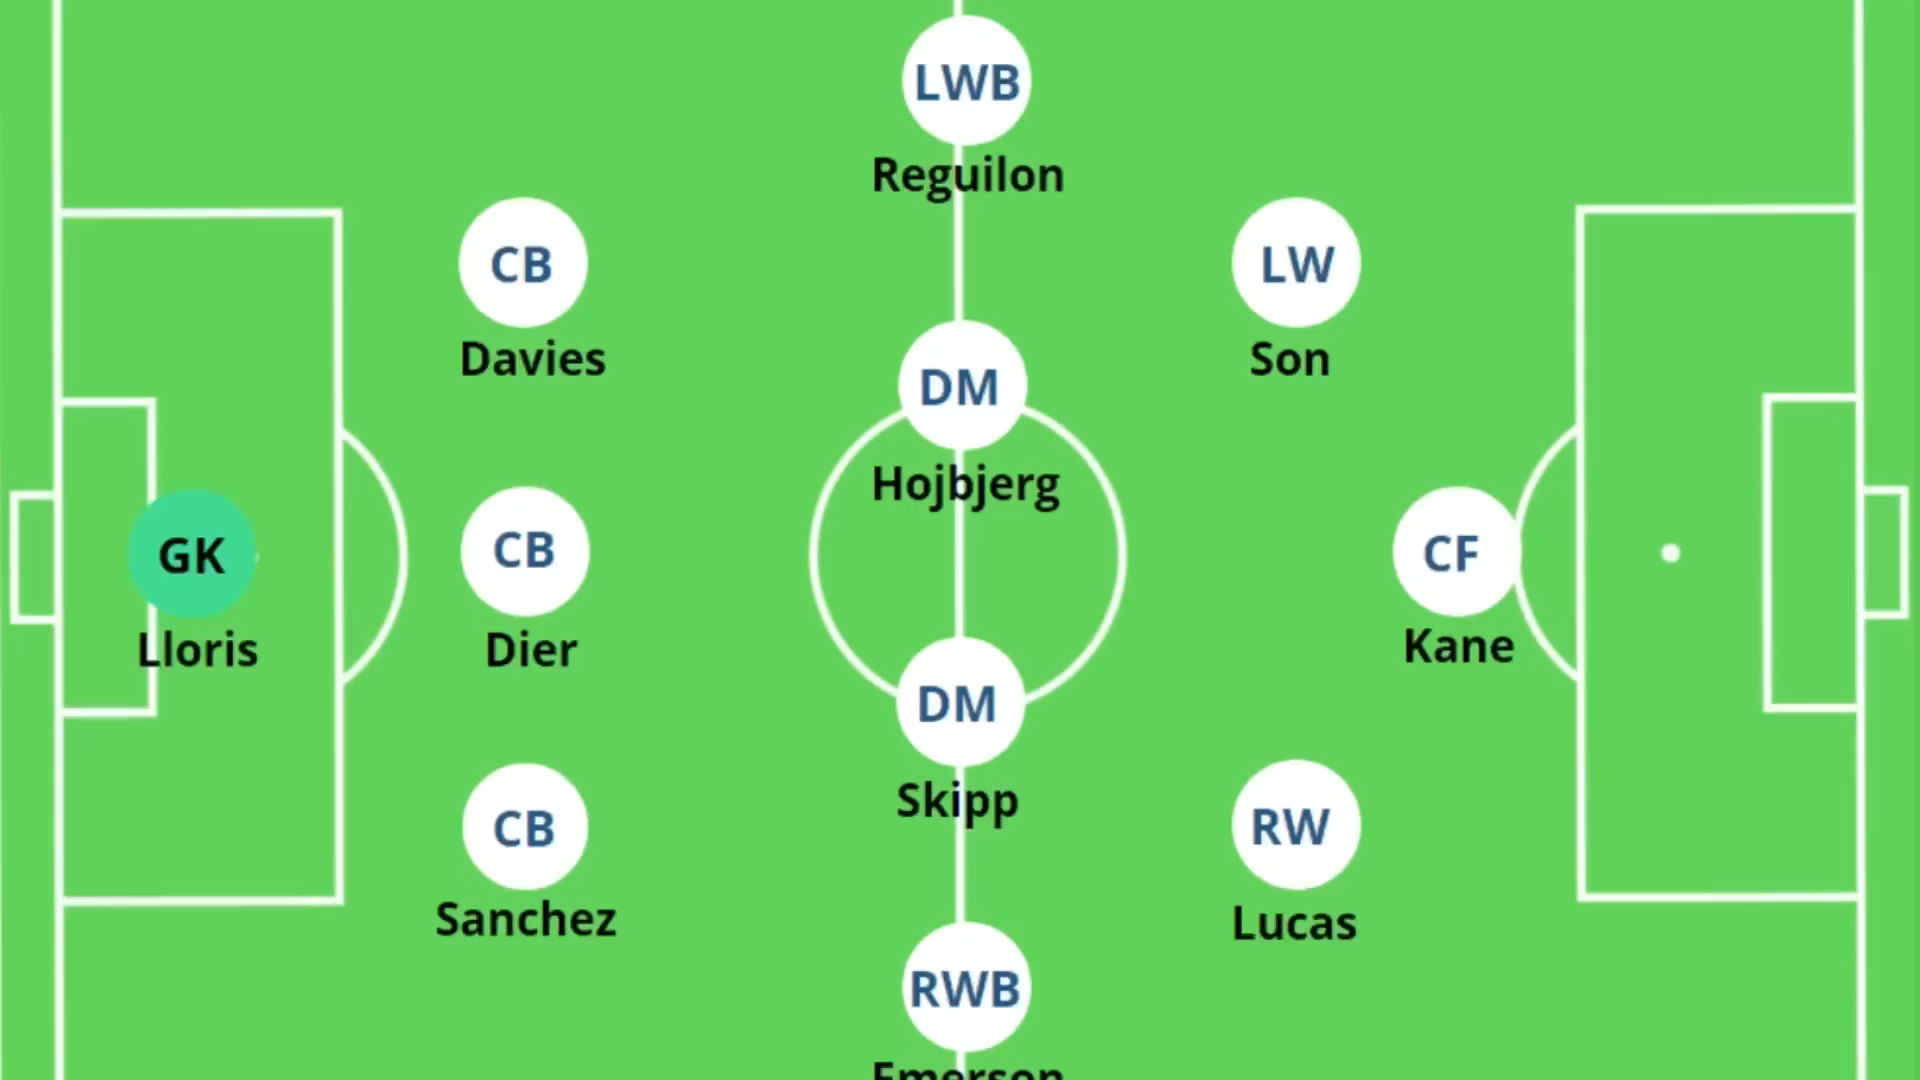 LWB
Reguilon
CB
Davies
LW
Son
DM
Hojbjerg
GK
Lloris
CB
Dier
CF
Kane
DM
Skipp
CB
Sanchez
RW
Lucas
RWB
Emerson